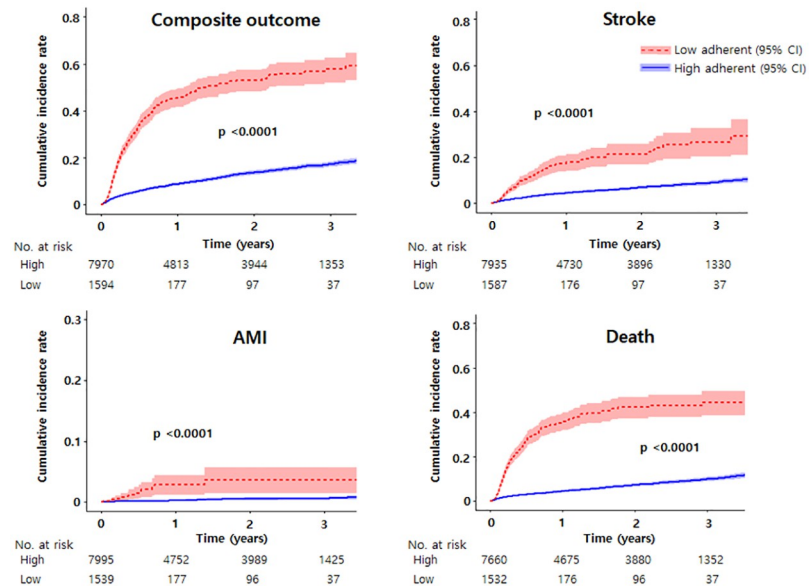 Composite outcome
0.8
0.6
0.4
0.2
0
Cumulative incidence rate
p <0.0001
0 1 2 3
Time (years)
No. at risk
High 7970 4813 3944 1353
Low 1594 177 97 37
Stroke
Low adherent (95% CI)
High adherent (95% CI)
0.8
0.6
0.4
0.2
0
Cumulative incidence rate
p <0.0001
0 1 2 3
Time (years)
No. at risk
High 7935 4730 3896 1330
Low 1587 176 97 37
AMI
0.3
0.2
0.1
0
Cumulative incidence rate
p <0.0001
0 1 2 3
Time (years)
No. at risk
High 7995 4752 3989 1425
Low 1539 177 96 37
Death
0.8
0.6
0.4
0.2
0
Cumulative incidence rate
p <0.0001
0 1 2 3
Time (years)
No. at risk
High 7660 4675 3880 1352
Low 1532 176 96 37